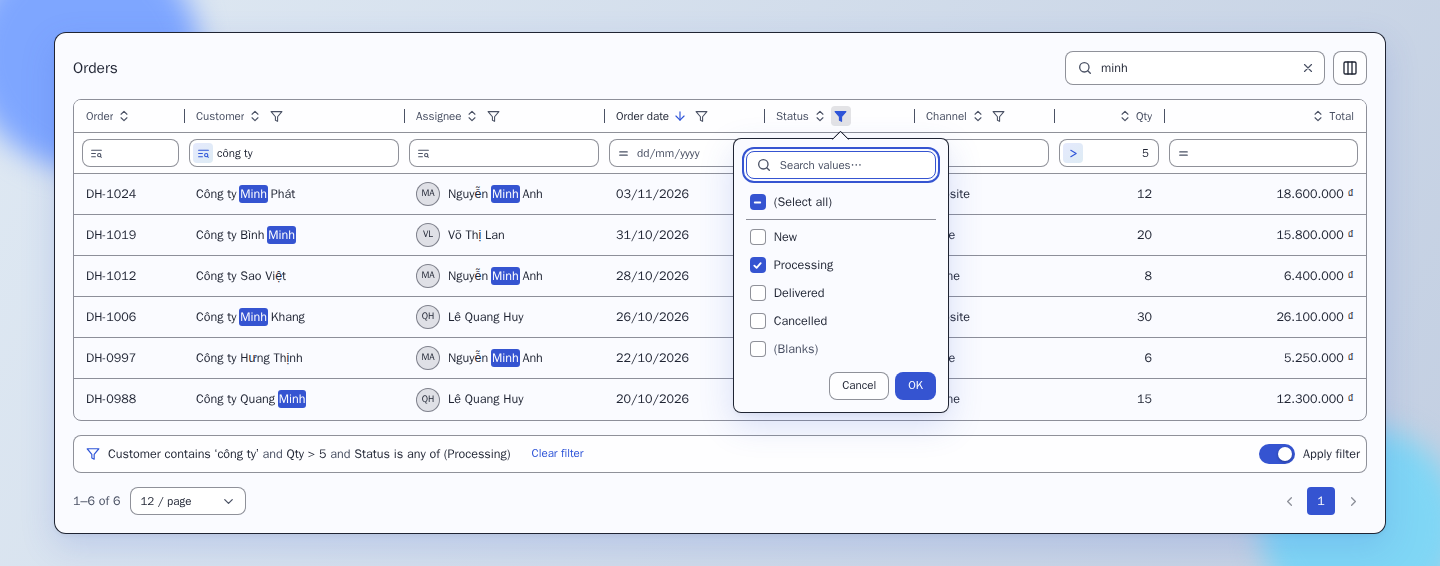 Orders
minh
Order Customer Assignee Order date Status Channel Qty Total
công ty = dd/mm/yyyy > 5 =
Search values…
(Select all)
New
Processing
Delivered
Cancelled
(Blanks)
Cancel OK
DH-1024 Công ty Minh Phát MA Nguyễn Minh Anh 03/11/2026 12 18.600.000 ₫
DH-1019 Công ty Bình Minh VL Võ Thị Lan 31/10/2026 20 15.800.000 ₫
DH-1012 Công ty Sao Việt MA Nguyễn Minh Anh 28/10/2026 8 6.400.000 ₫
DH-1006 Công ty Minh Khang QH Lê Quang Huy 26/10/2026 30 26.100.000 ₫
DH-0997 Công ty Hưng Thịnh MA Nguyễn Minh Anh 22/10/2026 6 5.250.000 ₫
DH-0988 Công ty Quang Minh QH Lê Quang Huy 20/10/2026 15 12.300.000 ₫
Customer contains ‘công ty’ and Qty > 5 and Status is any of (Processing) Clear filter Apply filter
1–6 of 6 12 / page 1